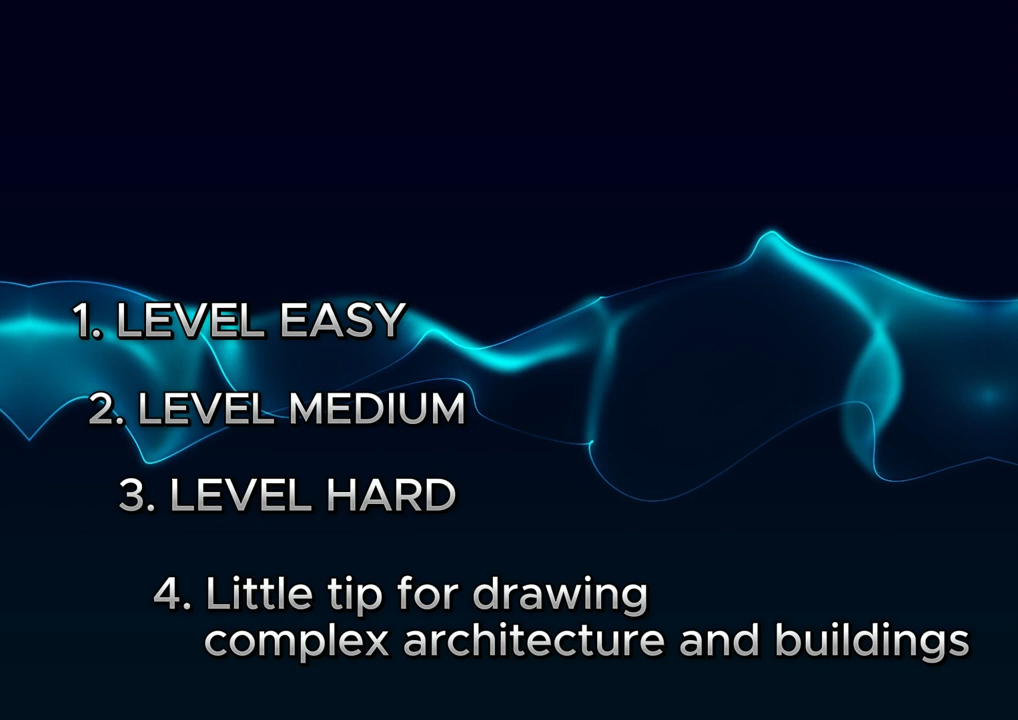 1. LEVEL EASY
2. LEVEL MEDIUM
3. LEVEL HARD
4. Little tip for drawing
complex architecture and buildings